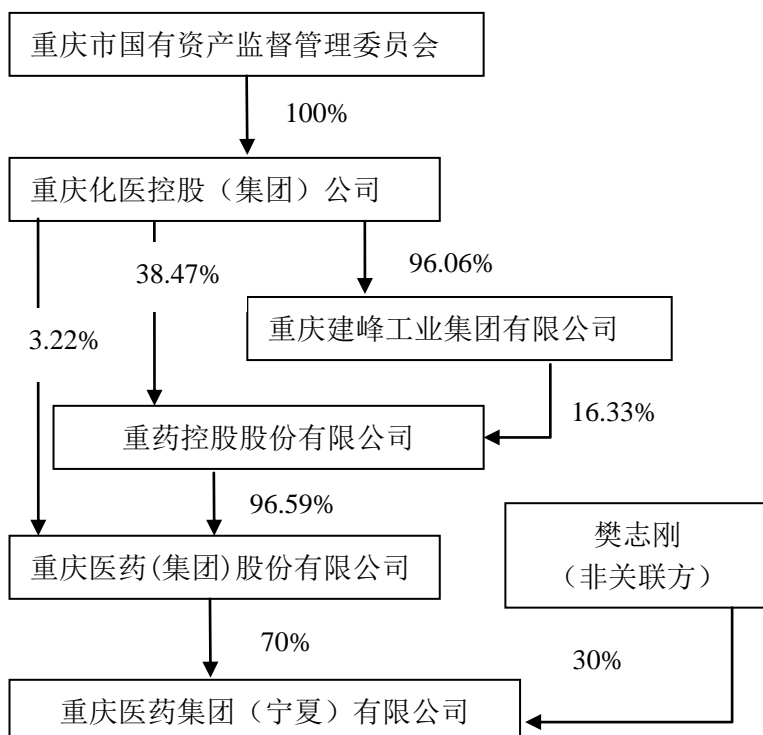 重庆市国有资产监督管理委员会
100%
重庆化医控股（集团）公司
96.06%
38.47%
3.22%
重庆建峰工业集团有限公司
16.33%
重药控股股份有限公司
96.59%
樊志刚
（非关联方）
重庆医药(集团)股份有限公司
70%
30%
重庆医药集团（宁夏）有限公司